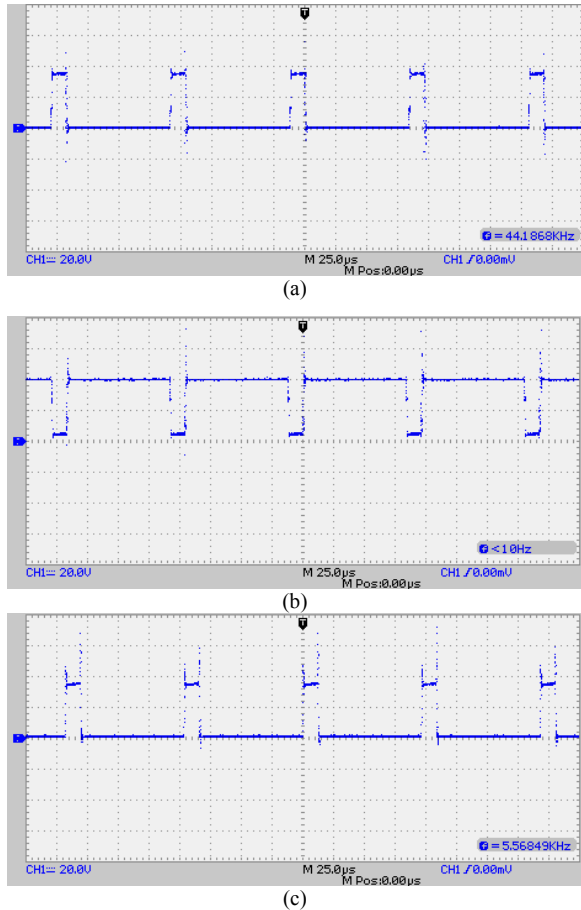 T
G = 44.1868KHz
CH1 20.0V M 25.0µs CH1 0.00mV
M Pos:0.00µs
(a)
T
G <10Hz
CH1 20.0V M 25.0µs CH1 0.00mV
M Pos:0.00µs
(b)
T
G = 5.56849KHz
CH1 20.0V M 25.0µs CH1 0.00mV
M Pos:0.00µs
(c)